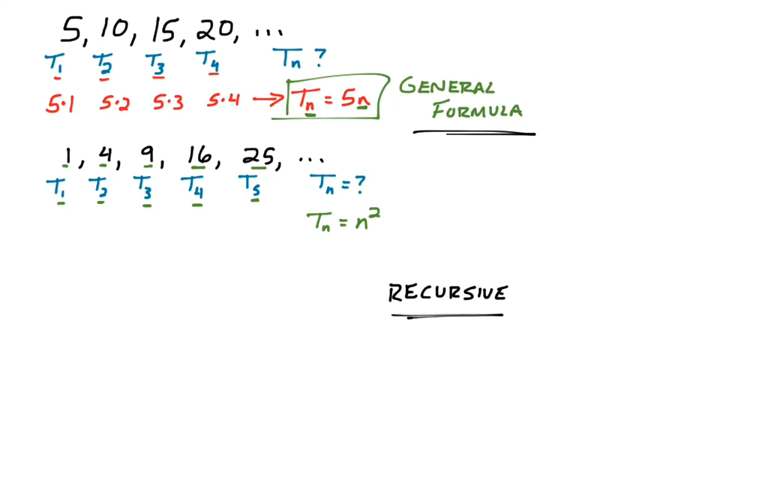 5, 10, 15, 20, ...
T₁ T₂ T₃ T₄ Tₙ ?
5·1 5·2 5·3 5·4 → Tₙ = 5n
GENERAL
FORMULA
1, 4, 9, 16, 25, ...
T₁ T₂ T₃ T₄ T₅ Tₙ = ?
Tₙ = n²
RECURSIVE